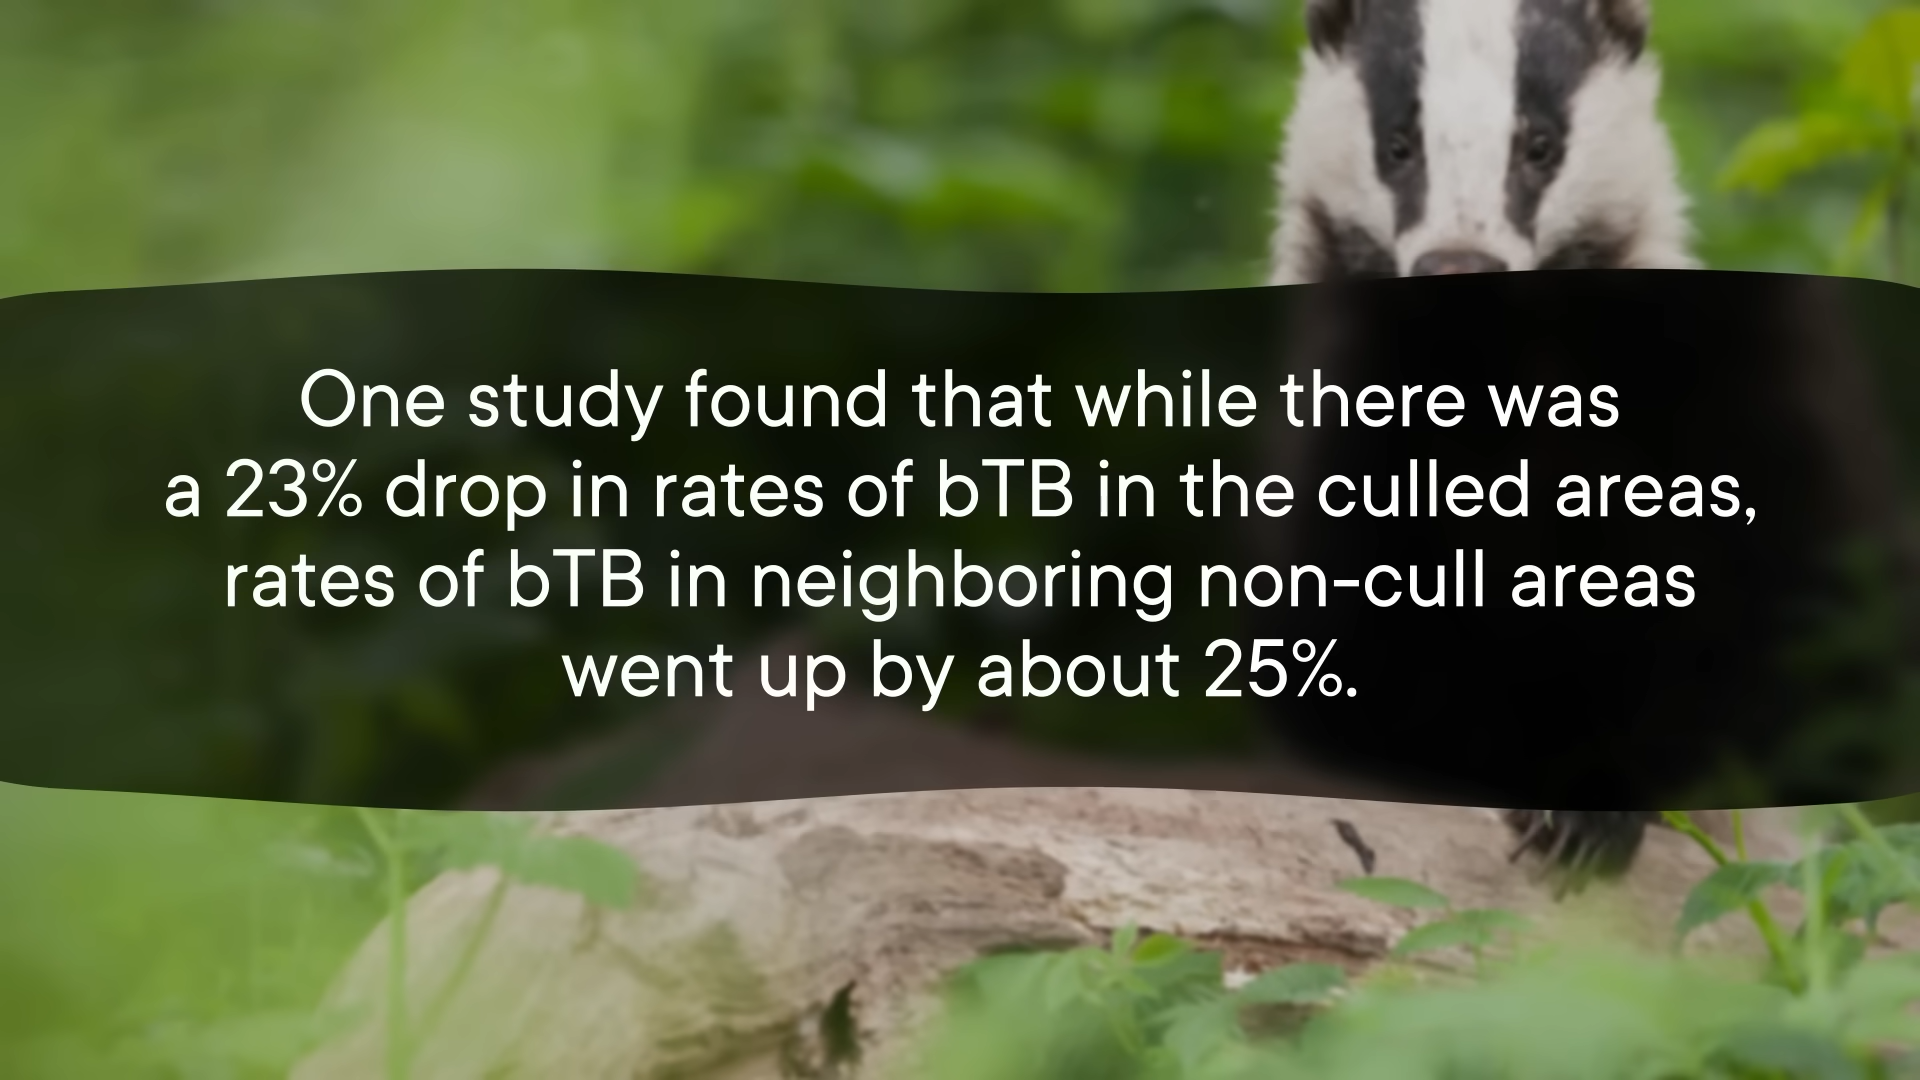 One study found that while there was
a 23% drop in rates of bTB in the culled areas,
rates of bTB in neighboring non-cull areas
went up by about 25%.